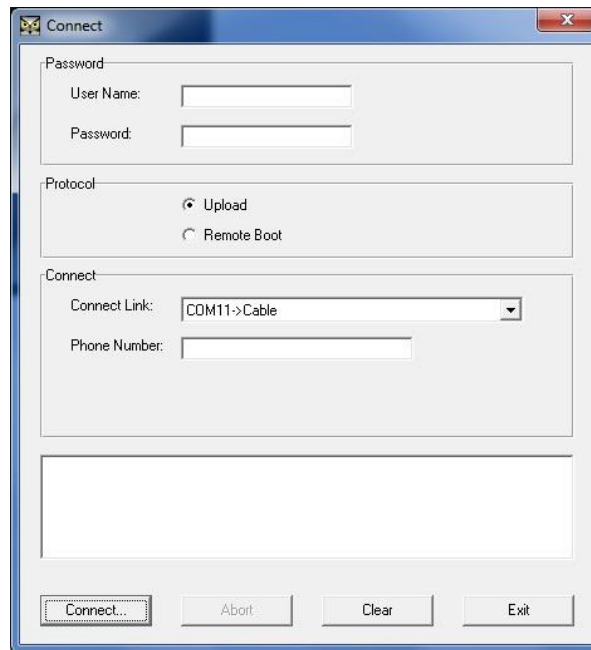 Connect
Password
User Name:
Password:
Protocol
Upload
Remote Boot
Connect
Connect Link: COM11->Cable
Phone Number:
Connect... Abort Clear Exit